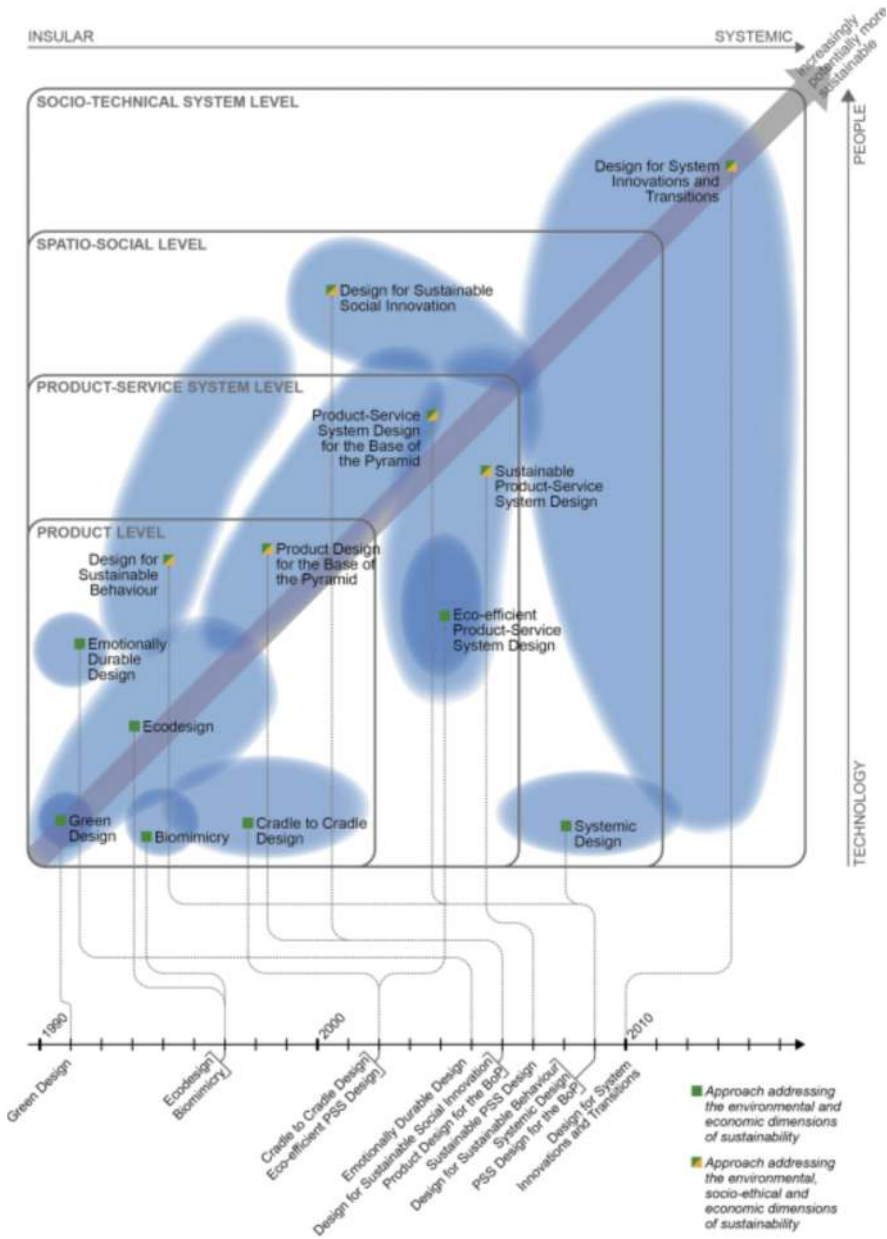 INSULAR
SYSTEMIC
Increasingly
potentially more
sustainable
SOCIO-TECHNICAL SYSTEM LEVEL
PEOPLE
Design for System
Innovations and
Transitions
SPATIO-SOCIAL LEVEL
Design for Sustainable
Social Innovation
PRODUCT-SERVICE SYSTEM LEVEL
Product-Service
System Design
for the Base of
the Pyramid
Sustainable
Product-Service
System Design
PRODUCT LEVEL
Design for
Sustainable
Behaviour
Product Design
for the Base of
the Pyramid
Emotionally
Durable
Design
Eco-efficient
Product-Service
System Design
Ecodesign
Green
Design
Biomimicry
Cradle to Cradle
Design
Systemic
Design
TECHNOLOGY
1990
2000
2010
Green Design
Ecodesign
Biomimicry
Cradle to Cradle Design
Eco-efficient PSS Design
Emotionally Durable Design
Design for Sustainable Social Innovation
Product Design for the BoP
Sustainable PSS Design
Design for Sustainable Behaviour
Systemic Design
PSS Design for the BoP
Design for System
Innovations and Transitions
Approach addressing
the environmental and
economic dimensions
of sustainability
Approach addressing
the environmental,
socio-ethical and
economic dimensions
of sustainability